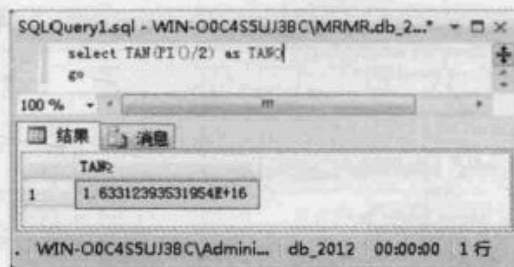 SQLQuery1.sql - WIN-O0C4S5UJ3BC\MRMR.db_2...*
select TAN(PI()/2) as TAN值
go
100 %
结果 消息
TAN值
1 1.63312393531954E+16
WIN-O0C4S5UJ3BC\Admini... db_2012 00:00:00 1 行